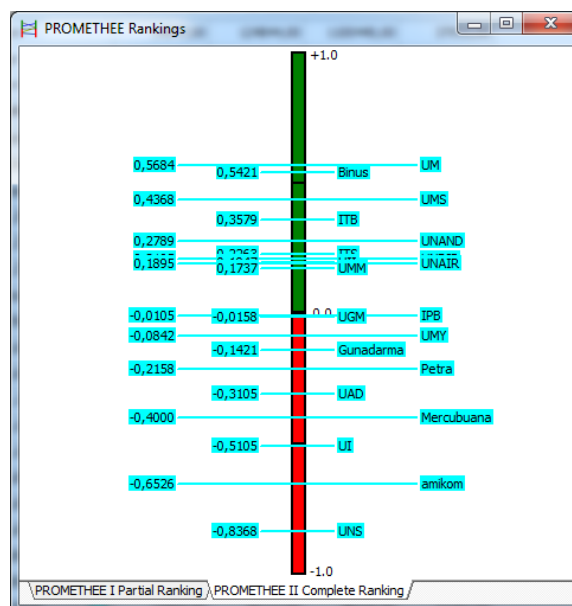 PROMETHEE Rankings
+1.0
0,5684 UM
0,5421 Binus
0,4368 UMS
0,3579 ITB
0,2789 UNAND
ITS
0,1895 UNAIR
0,1737 UMM
0.0
-0,0105 IPB
-0,0158 UGM
-0,0842 UMY
-0,1421 Gunadarma
-0,2158 Petra
-0,3105 UAD
-0,4000 Mercubuana
-0,5105 UI
-0,6526 amikom
-0,8368 UNS
-1.0
PROMETHEE I Partial Ranking PROMETHEE II Complete Ranking